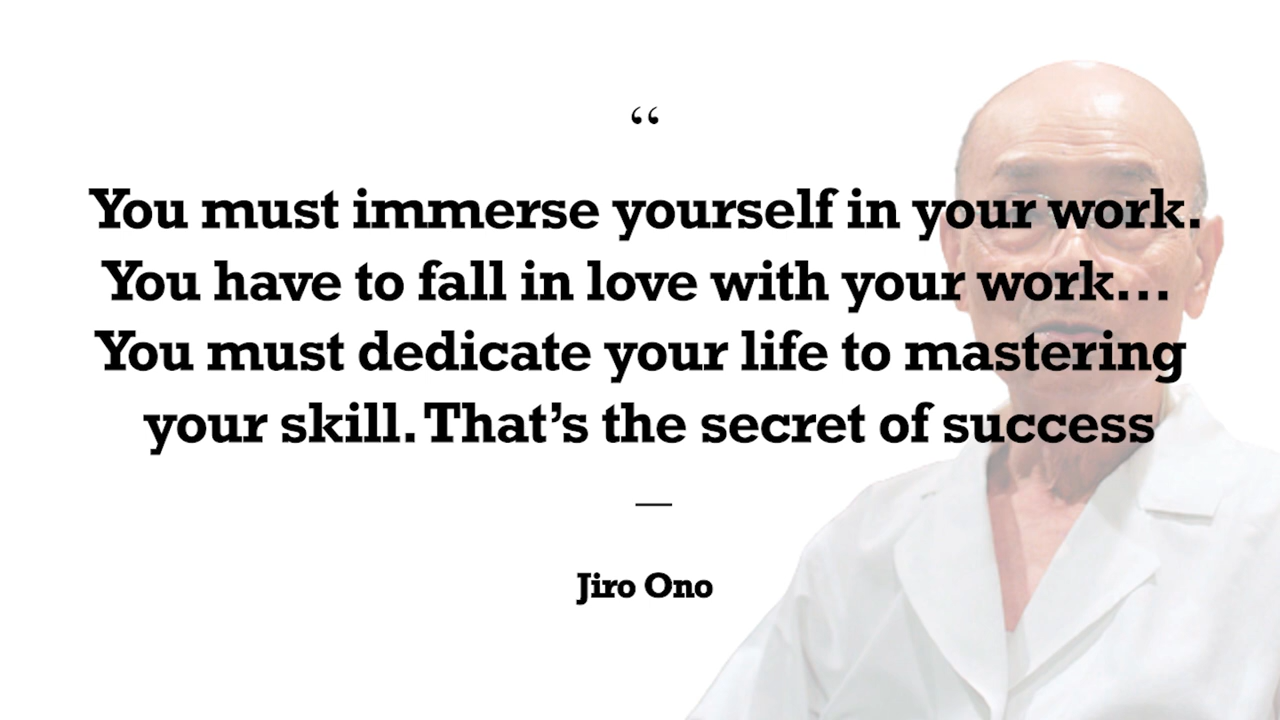 “
You must immerse yourself in your work.
You have to fall in love with your work...
You must dedicate your life to mastering
your skill. That’s the secret of success
—
Jiro Ono